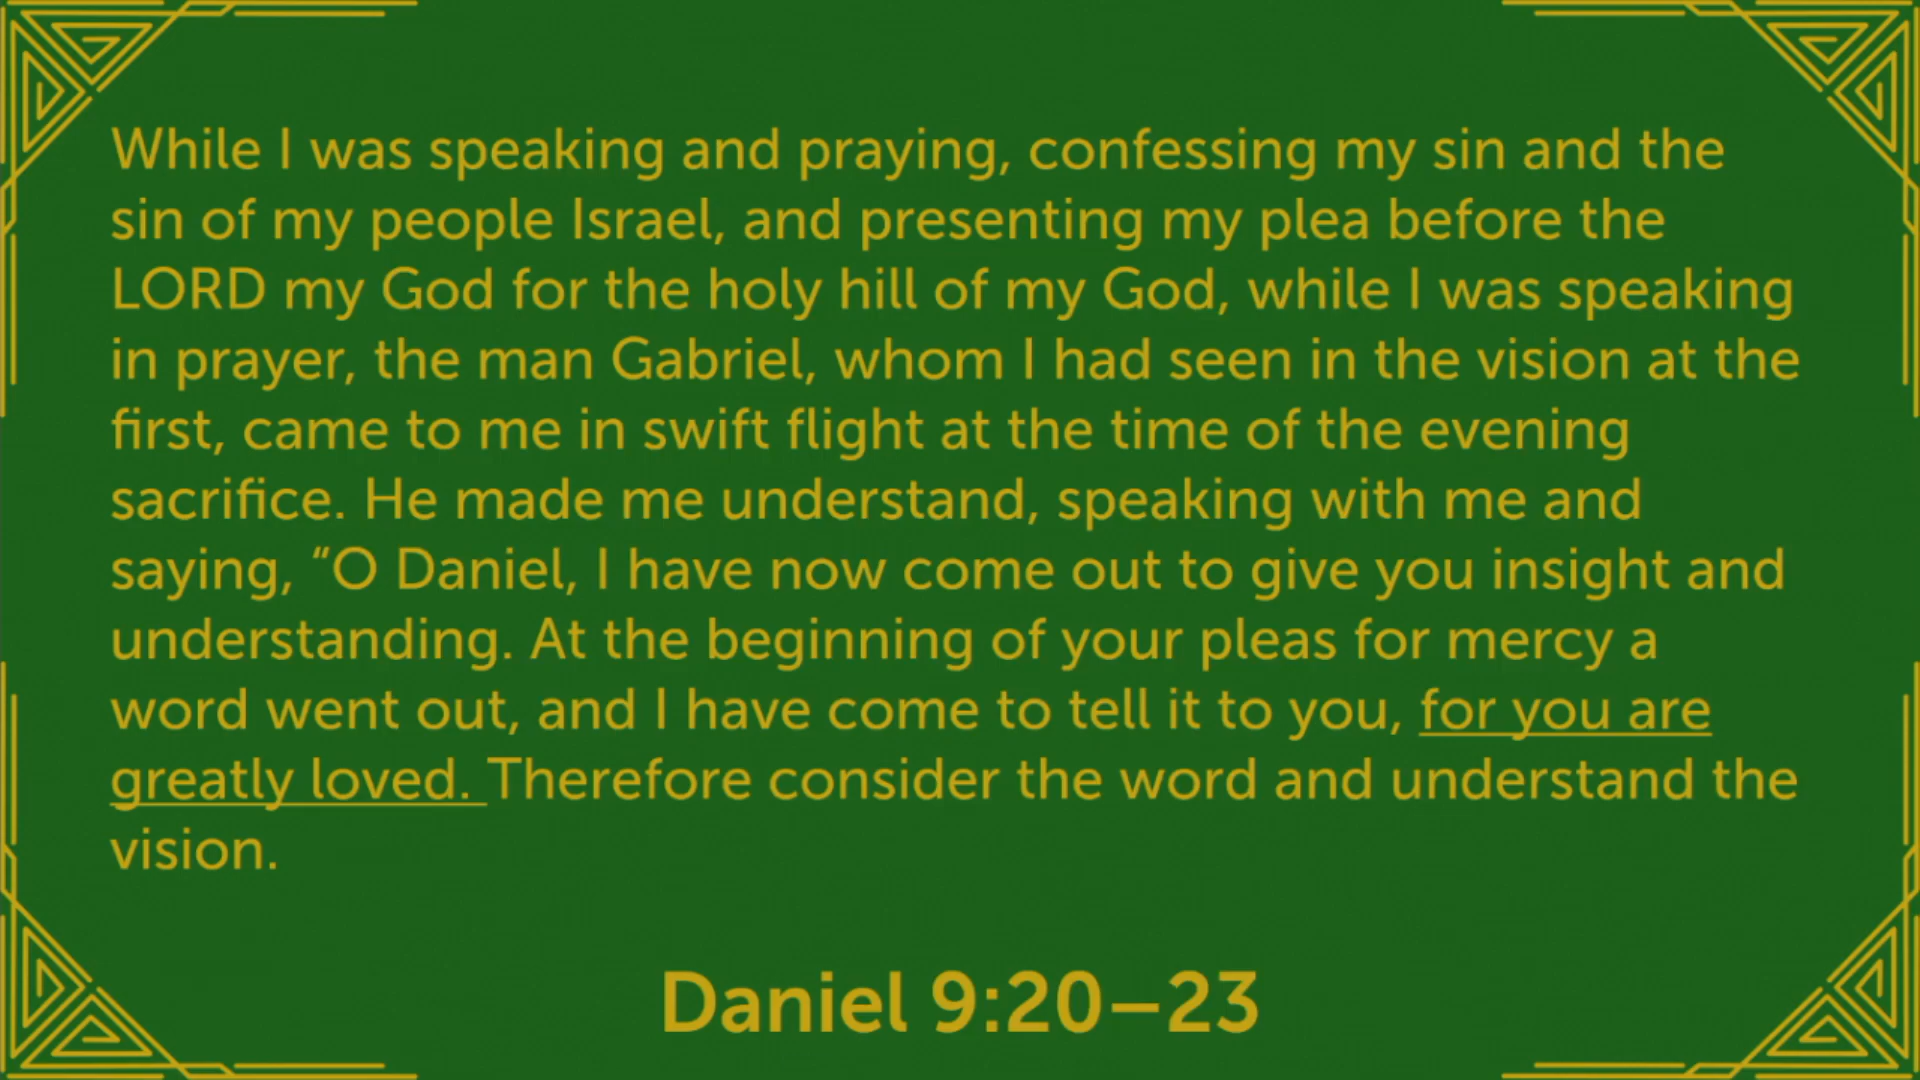 While I was speaking and praying, confessing my sin and the
sin of my people Israel, and presenting my plea before the
LORD my God for the holy hill of my God, while I was speaking
in prayer, the man Gabriel, whom I had seen in the vision at the
first, came to me in swift flight at the time of the evening
sacrifice. He made me understand, speaking with me and
saying, “O Daniel, I have now come out to give you insight and
understanding. At the beginning of your pleas for mercy a
word went out, and I have come to tell it to you, for you are
greatly loved. Therefore consider the word and understand the
vision.
Daniel 9:20–23